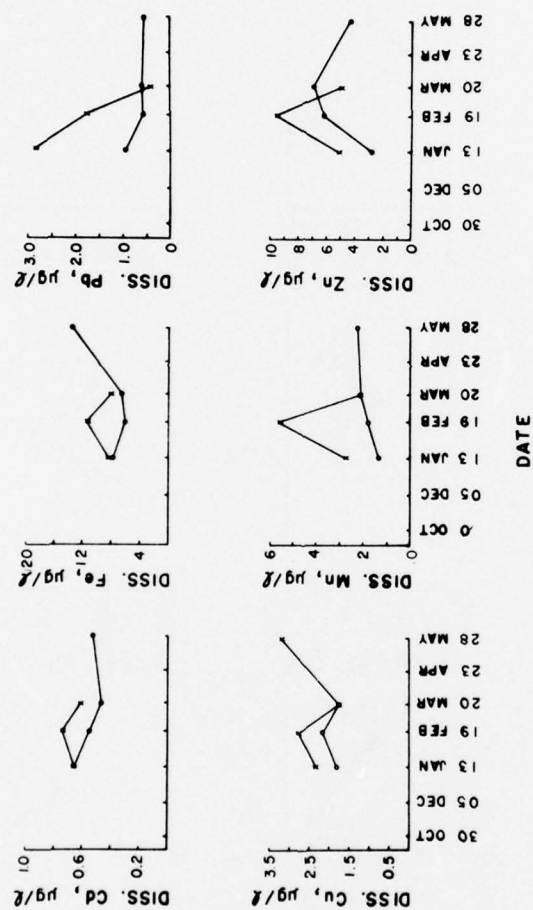 DISS. Cd, µg/ℓ
1.0
0.6
0.2
DISS. Fe, µg/ℓ
20
12
4
DISS. Pb, µg/ℓ
3.0
2.0
1.0
0
DISS. Cu, µg/ℓ
3.5
2.5
1.5
0.5
30 OCT
05 DEC
13 JAN
19 FEB
20 MAR
23 APR
28 MAY
DISS. Mn, µg/ℓ
6
4
2
0
0 OCT
05 DEC
13 JAN
19 FEB
20 MAR
23 APR
28 MAY
DISS. Zn, µg/ℓ
10
8
6
4
2
0
30 OCT
05 DEC
13 JAN
19 FEB
20 MAR
23 APR
28 MAY
DATE